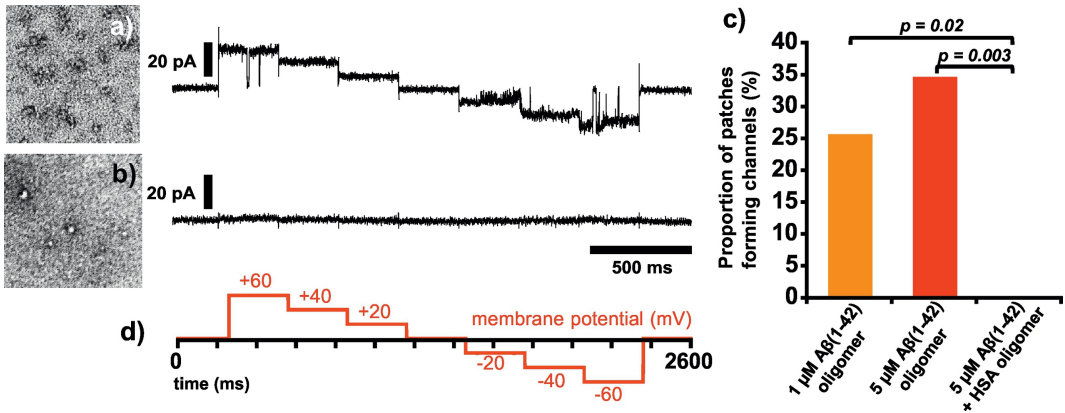 a)
20 pA
b)
20 pA
500 ms
d)
+60
+40
+20
membrane potential (mV)
-20
-40
-60
0
2600
time (ms)
c)
p = 0.02
p = 0.003
40
35
30
25
20
15
10
5
0
Proportion of patches
forming channels (%)
1 µM Aβ(1-42)
oligomer
5 µM Aβ(1-42)
oligomer
5 µM Aβ(1-42)
+ HSA oligomer